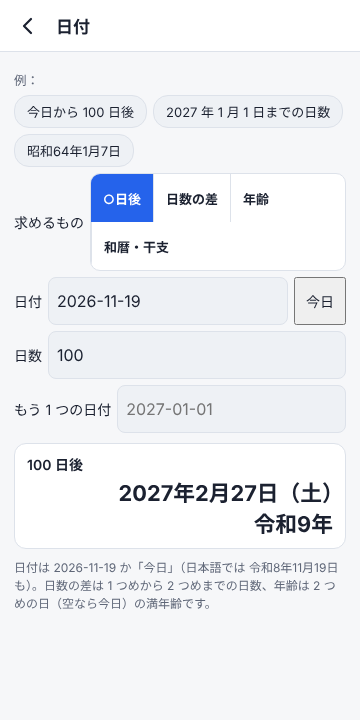 日付
例：
今日から 100 日後
2027 年 1 月 1 日までの日数
昭和64年1月7日
求めるもの
○日後
日数の差
年齢
和暦・干支
日付
2026-11-19
今日
日数
100
もう 1 つの日付
2027-01-01
100 日後
2027年2月27日（土）
令和9年
日付は 2026-11-19 か「今日」（日本語では 令和8年11月19日
も）。日数の差は 1 つめから 2 つめまでの日数、年齢は 2 つ
めの日（空なら今日）の満年齢です。